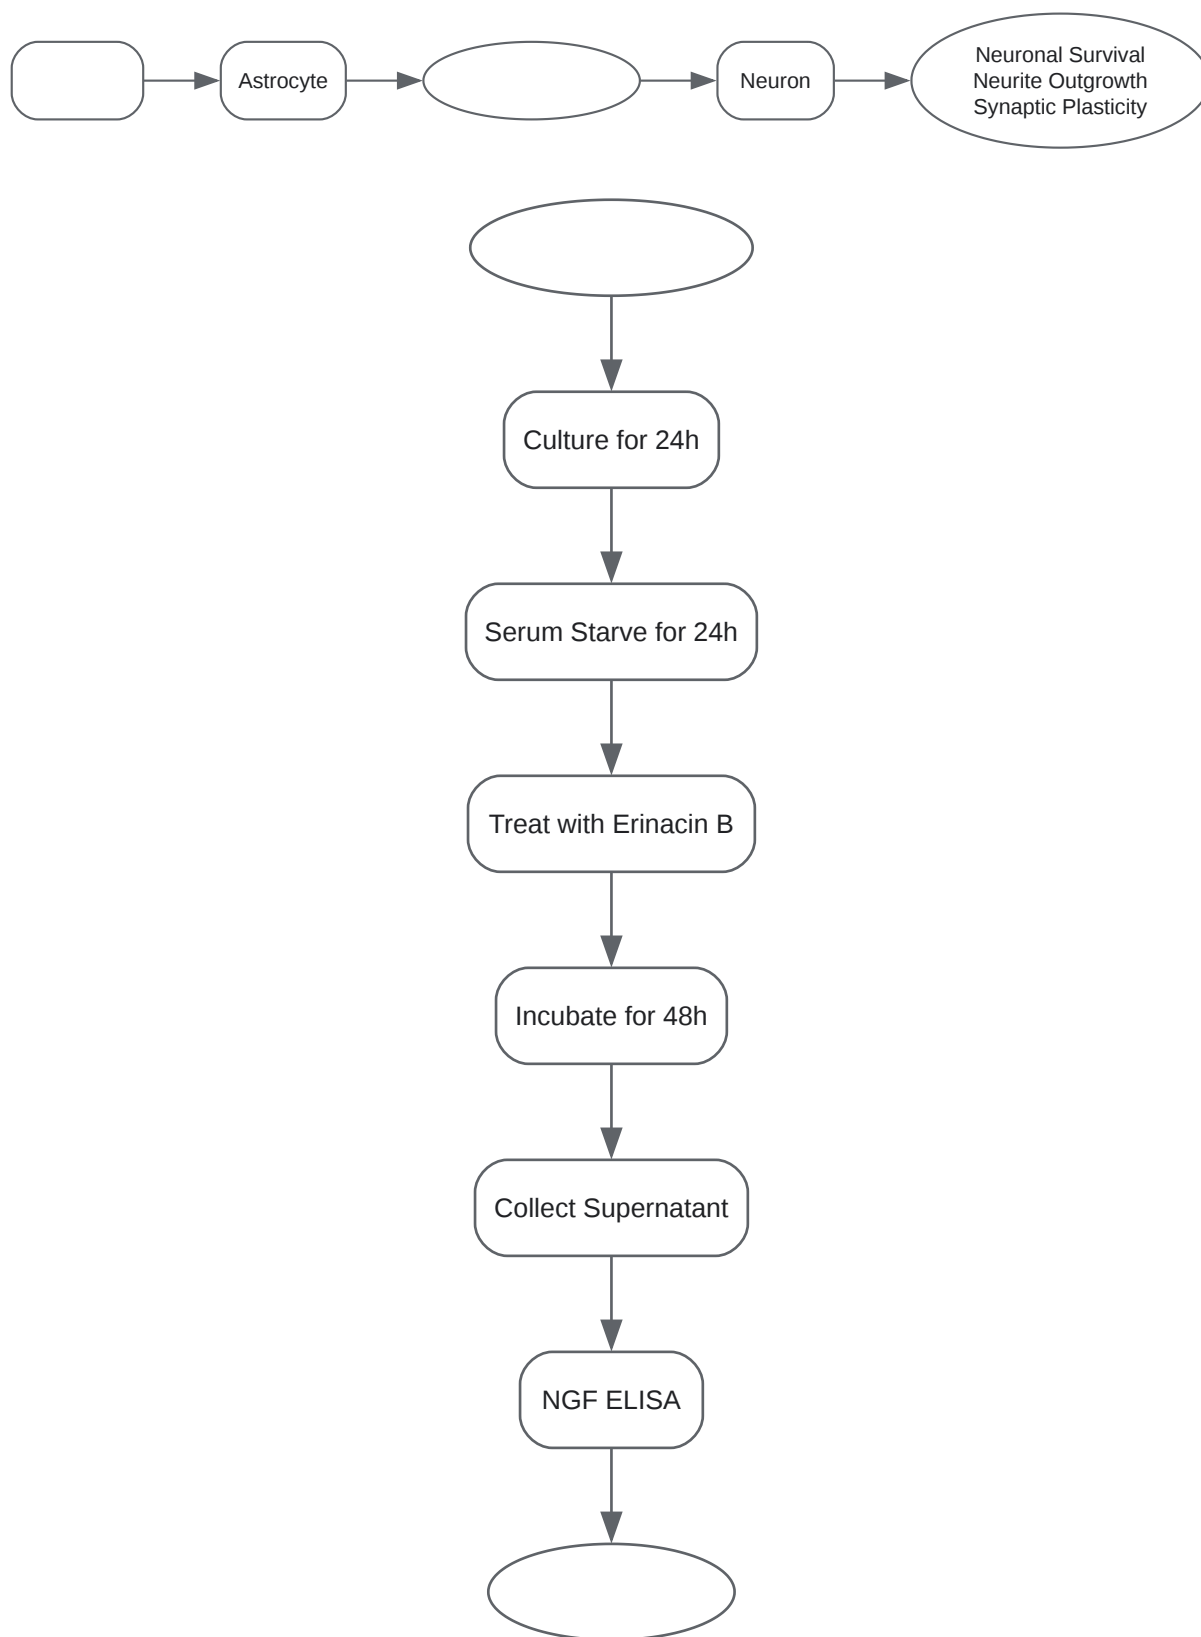 Astrocyte
Neuron
Neuronal Survival
Neurite Outgrowth
Synaptic Plasticity
Culture for 24h
Serum Starve for 24h
Treat with Erinacin B
Incubate for 48h
Collect Supernatant
NGF ELISA